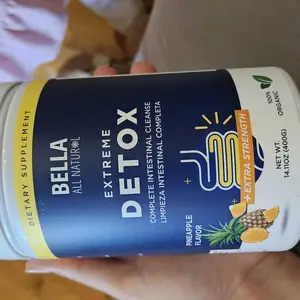 DIETARY SUPPLEMENT
BELLA
ALL NATUROL
EXTREME
DETOX
COMPLETE INTESTINAL CLEANSE
LIMPIEZA INTESTINAL COMPLETA
100%
ORGANIC
+ EXTRA STRENGTH
PINEAPPLE
FLAVOR
NET WT.
14.11OZ (400G)